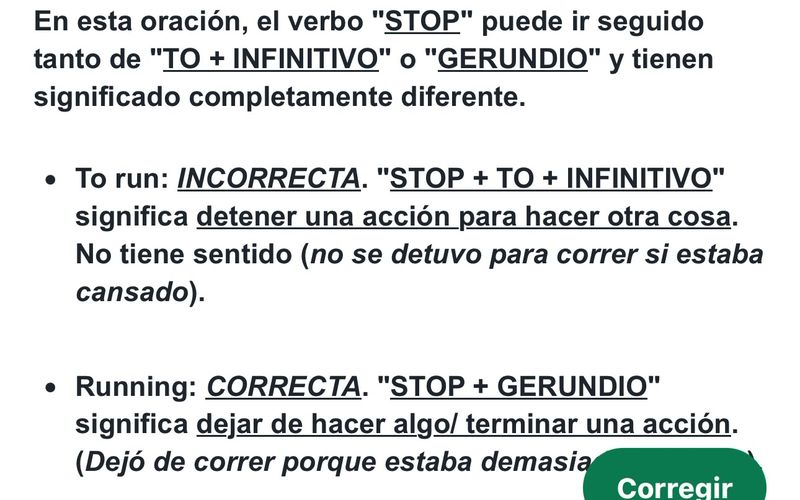 En esta oración, el verbo "STOP" puede ir seguido
tanto de "TO + INFINITIVO" o "GERUNDIO" y tienen
significado completamente diferente.
• To run: INCORRECTA. "STOP + TO + INFINITIVO"
significa detener una acción para hacer otra cosa.
No tiene sentido (no se detuvo para correr si estaba
cansado).
• Running: CORRECTA. "STOP + GERUNDIO"
significa dejar de hacer algo/ terminar una acción.
(Dejó de correr porque estaba
Corregir